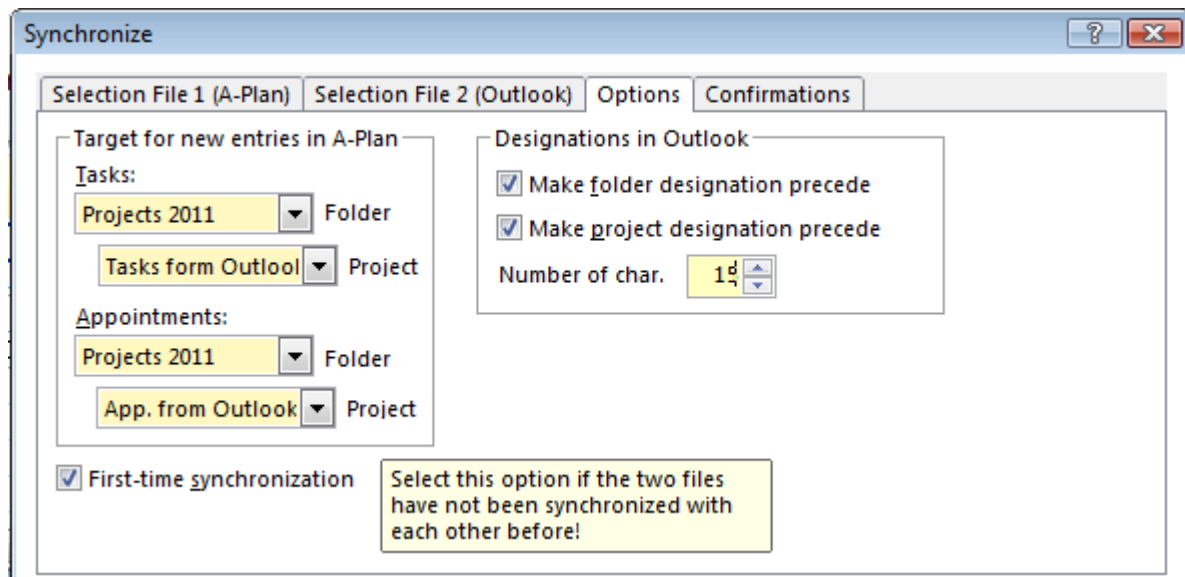 Synchronize
Selection File 1 (A-Plan) Selection File 2 (Outlook) Options Confirmations
Target for new entries in A-Plan
Tasks:
Projects 2011 Folder
Tasks form Outlool Project
Appointments:
Projects 2011 Folder
App. from Outlook Project
Designations in Outlook
Make folder designation precede
Make project designation precede
Number of char. 15
First-time synchronization
Select this option if the two files
have not been synchronized with
each other before!